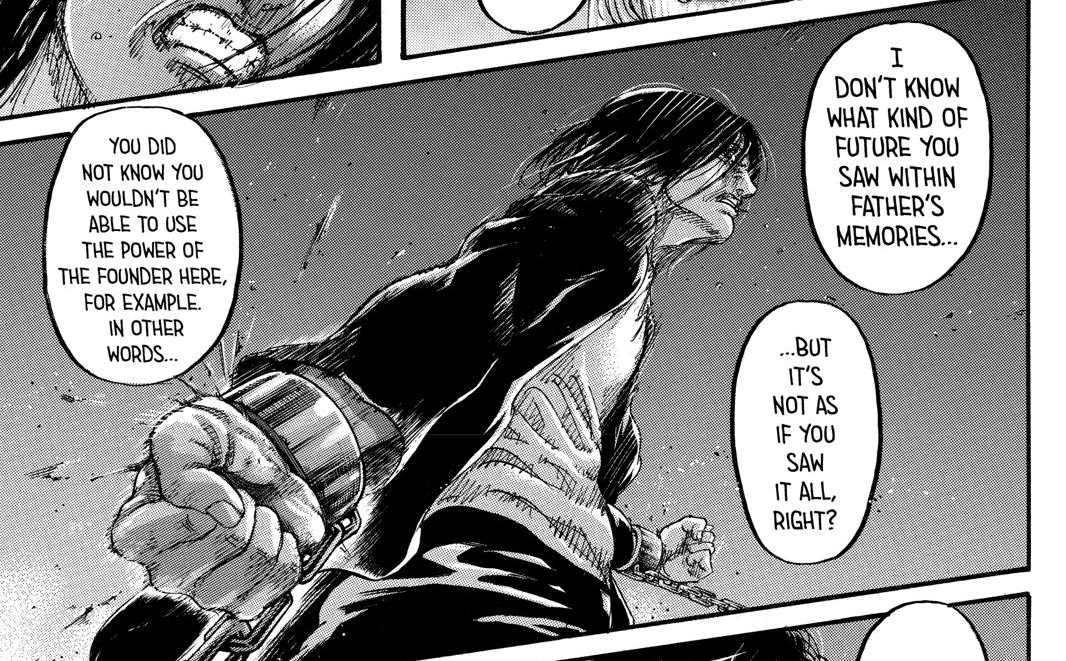 I
DON'T KNOW
WHAT KIND OF
FUTURE YOU
SAW WITHIN
FATHER'S
MEMORIES...
...BUT
IT'S
NOT AS
IF YOU
SAW
IT ALL,
RIGHT?
YOU DID
NOT KNOW YOU
WOULDN'T BE
ABLE TO USE
THE POWER OF
THE FOUNDER HERE,
FOR EXAMPLE.
IN OTHER
WORDS...